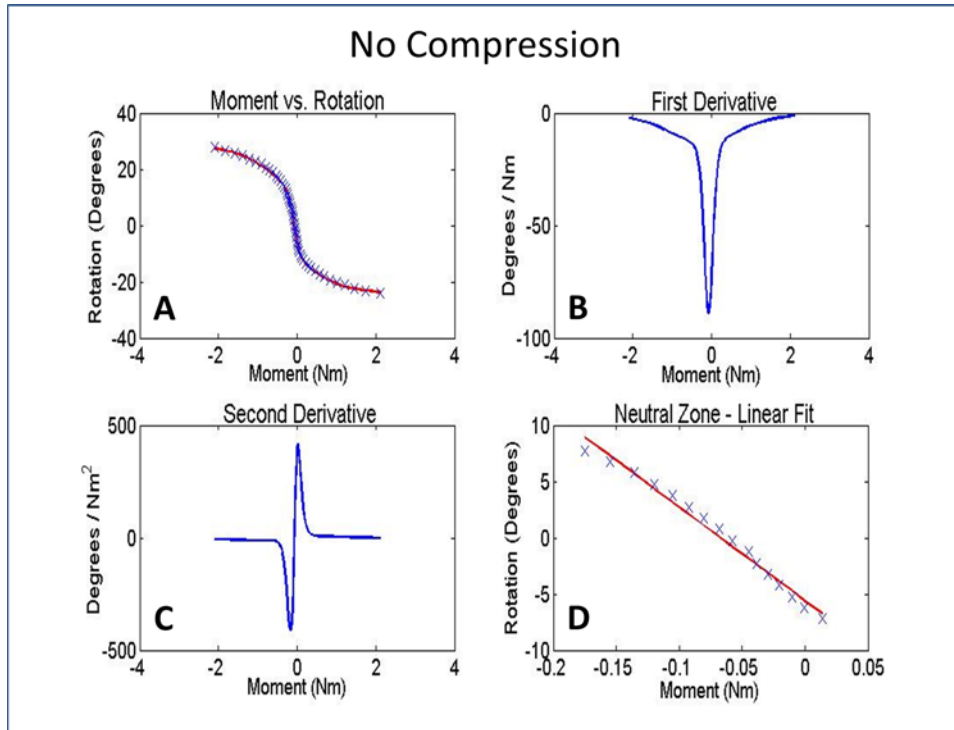 No Compression
Moment vs. Rotation
40
20
0
-20
-40
-4
-2
0
2
4
Rotation (Degrees)
Moment (Nm)
A
First Derivative
0
-50
-100
-4
-2
0
2
4
Degrees / Nm
Moment (Nm)
B
Second Derivative
500
0
-500
-4
-2
0
2
4
Degrees / Nm²
Moment (Nm)
C
Neutral Zone - Linear Fit
10
5
0
-5
-10
-0.2
-0.15
-0.1
-0.05
0
0.05
Rotation (Degrees)
Moment (Nm)
D